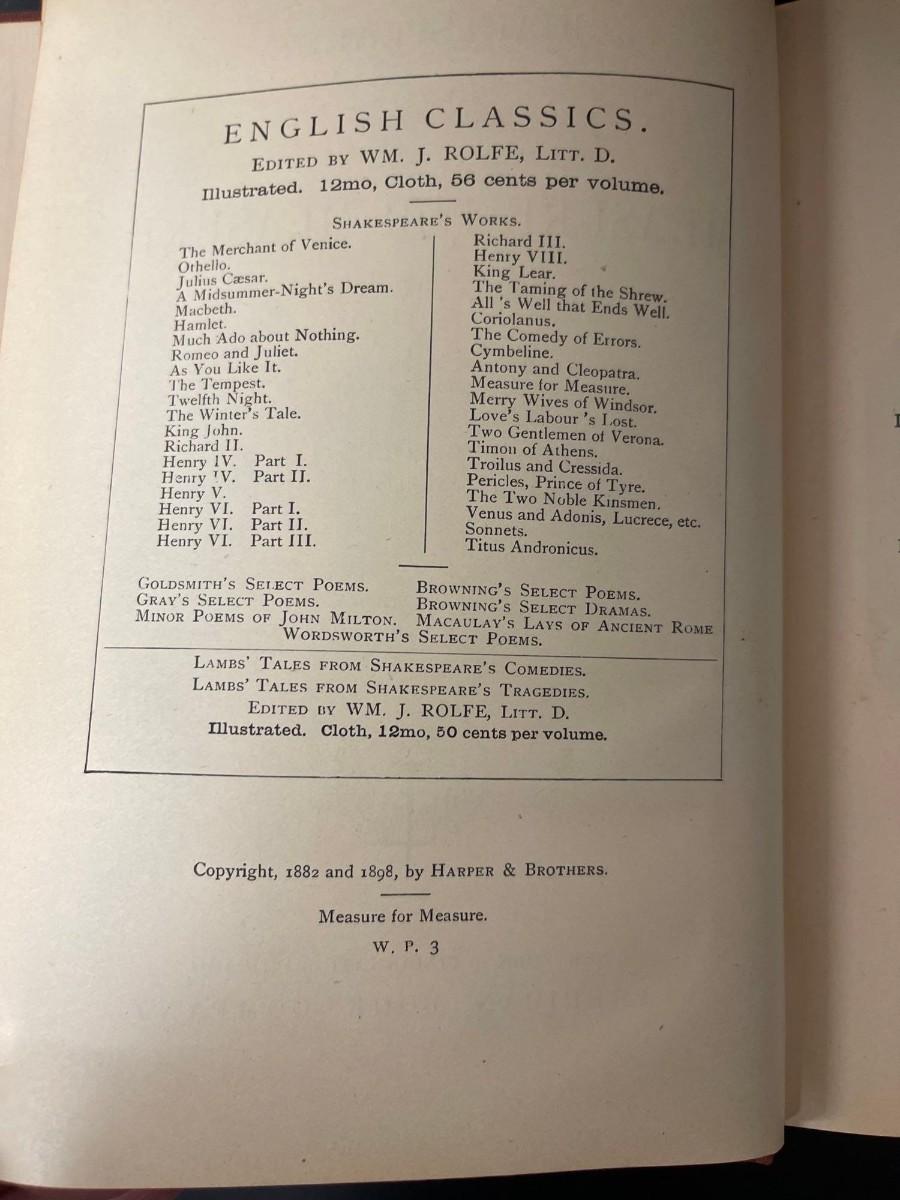 ENGLISH CLASSICS.
EDITED BY WM. J. ROLFE, LITT. D.
Illustrated. 12mo, Cloth, 56 cents per volume.
SHAKESPEARE'S WORKS.
The Merchant of Venice.
Othello.
Julius Cæsar.
A Midsummer-Night's Dream.
Macbeth.
Hamlet.
Much Ado about Nothing.
Romeo and Juliet.
As You Like It.
The Tempest.
Twelfth Night.
The Winter's Tale.
King John.
Richard II.
Henry IV. Part I.
Henry IV. Part II.
Henry V.
Henry VI. Part I.
Henry VI. Part II.
Henry VI. Part III.
Richard III.
Henry VIII.
King Lear.
The Taming of the Shrew.
All 's Well that Ends Well.
Coriolanus.
The Comedy of Errors.
Cymbeline.
Antony and Cleopatra.
Measure for Measure.
Merry Wives of Windsor.
Love's Labour 's Lost.
Two Gentlemen of Verona.
Timon of Athens.
Troilus and Cressida.
Pericles, Prince of Tyre.
The Two Noble Kinsmen.
Venus and Adonis, Lucrece, etc.
Sonnets.
Titus Andronicus.
GOLDSMITH'S SELECT POEMS.
GRAY'S SELECT POEMS.
MINOR POEMS OF JOHN MILTON.
BROWNING'S SELECT POEMS.
BROWNING'S SELECT DRAMAS.
MACAULAY'S LAYS OF ANCIENT ROME
WORDSWORTH'S SELECT POEMS.
LAMBS' TALES FROM SHAKESPEARE'S COMEDIES.
LAMBS' TALES FROM SHAKESPEARE'S TRAGEDIES.
EDITED BY WM. J. ROLFE, LITT. D.
Illustrated. Cloth, 12mo, 50 cents per volume.
Copyright, 1882 and 1898, by HARPER & BROTHERS.
Measure for Measure.
W. P. 3